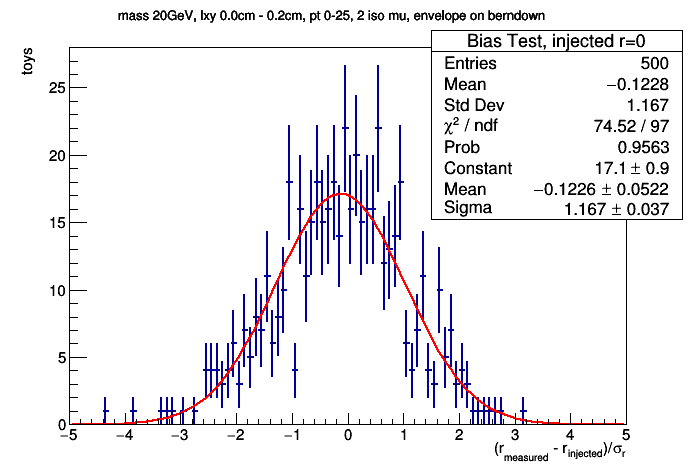 mass 20GeV, lxy 0.0cm - 0.2cm, pt 0-25, 2 iso mu, envelope on berndown
Bias Test, injected r=0
Entries 500
Mean −0.1228
Std Dev 1.167
χ² / ndf 74.52 / 97
Prob 0.9563
Constant 17.1 ± 0.9
Mean −0.1226 ± 0.0522
Sigma 1.167 ± 0.037
toys
25
20
15
10
5
0
−5 −4 −3 −2 −1 0 1 2 3 4 5
(r_measured - r_injected)/σ_r